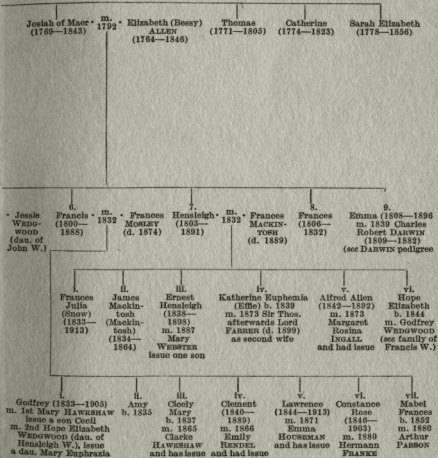 Josiah of Maer
(1769—1843)
m.
1792
Elizabeth (Bessy)
ALLEN
(1764—1846)
Thomas
(1771—1805)
Catherine
(1774—1823)
Sarah Elizabeth
(1778—1856)
Jessie
WEDG-
WOOD
(dau. of
John W.)
6.
Francis
(1800—
1888)
m.
1832
Frances
MOSLEY
(d. 1874)
7.
Hensleigh
(1803—
1891)
m.
1832
Frances
MACKIN-
TOSH
(d. 1889)
8.
Frances
(1806—
1832)
9.
Emma (1808—1896
m. 1839 Charles
Robert DARWIN
(1809—1882)
(see DARWIN pedigree
i.
Frances
Julia
(Snow)
(1833—
1913)
ii.
James
Mackin-
tosh
(Mackin-
tosh)
(1834—
1864)
iii.
Ernest
Hensleigh
(1838—
1898)
m. 1887
Mary
WEBSTER
issue one son
iv.
Katherine Euphemia
(Effie) b. 1839
m. 1873 Sir Thos.
afterwards Lord
FARRER (d. 1899)
as second wife
v.
Alfred Allen
(1842—1892)
m. 1873
Margaret
Rosina
INGALL
and had issue
vi.
Hope
Elizabeth
b. 1844
m. Godfrey
WEDGWOOD
(see family of
Francis W.)
i.
Godfrey (1833—1905)
m. 1st Mary HAWKSHAW
issue a son Cecil
m. 2nd Hope Elizabeth
WEDGWOOD (dau. of
Hensleigh W.), issue
a dau. Mary Euphrazia
ii.
Amy
b. 1835
iii.
Cicely
Mary
b. 1837
m. 1865
Clarke
HAWKSHAW
and has issue
iv.
Clement
(1840—
1889)
m. 1866
Emily
RENDEL
and had issue
v.
Lawrence
(1844—1913)
m. 1871
Emma
HOUSEMAN
and has issue
vi.
Constance
Rose
(1846—
1903)
m. 1880
Hermann
FRANKE
vii.
Mabel
Frances
b. 1852
m. 1880
Arthur
PARSON